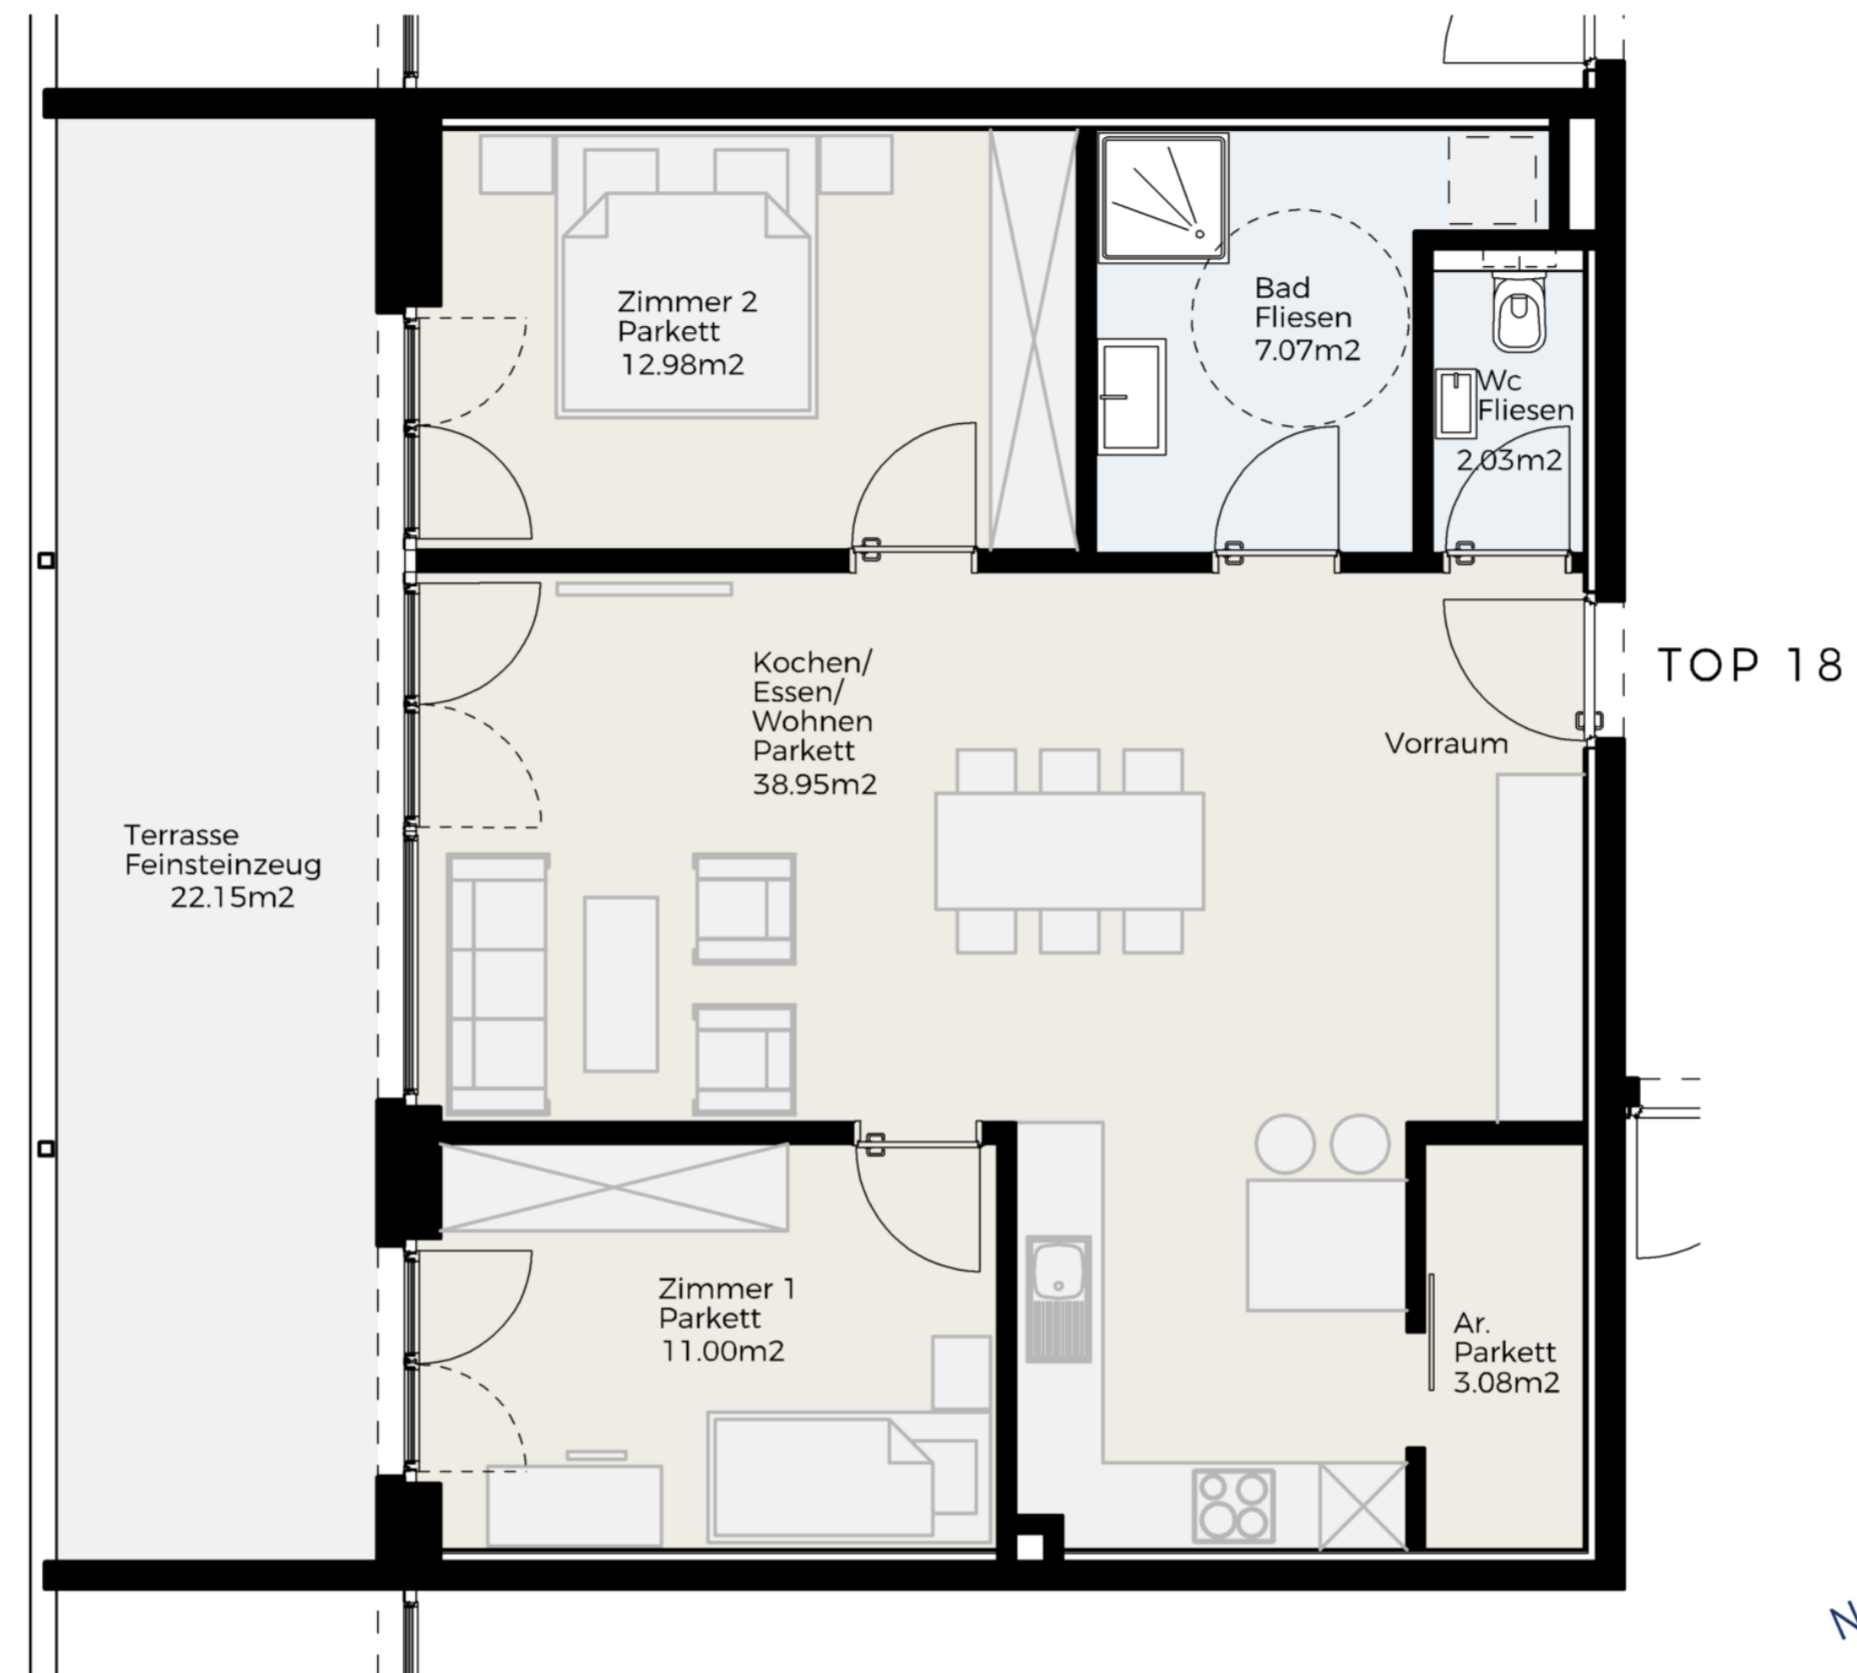 Zimmer 2
Parkett
12.98m2
Bad
Fliesen
7.07m2
Wc
Fliesen
2.03m2
Kochen/
Essen/
Wohnen
Parkett
38.95m2
TOP 18
Vorraum
Terrasse
Feinsteinzeug
22.15m2
Zimmer 1
Parkett
11.00m2
Ar.
Parkett
3.08m2
N